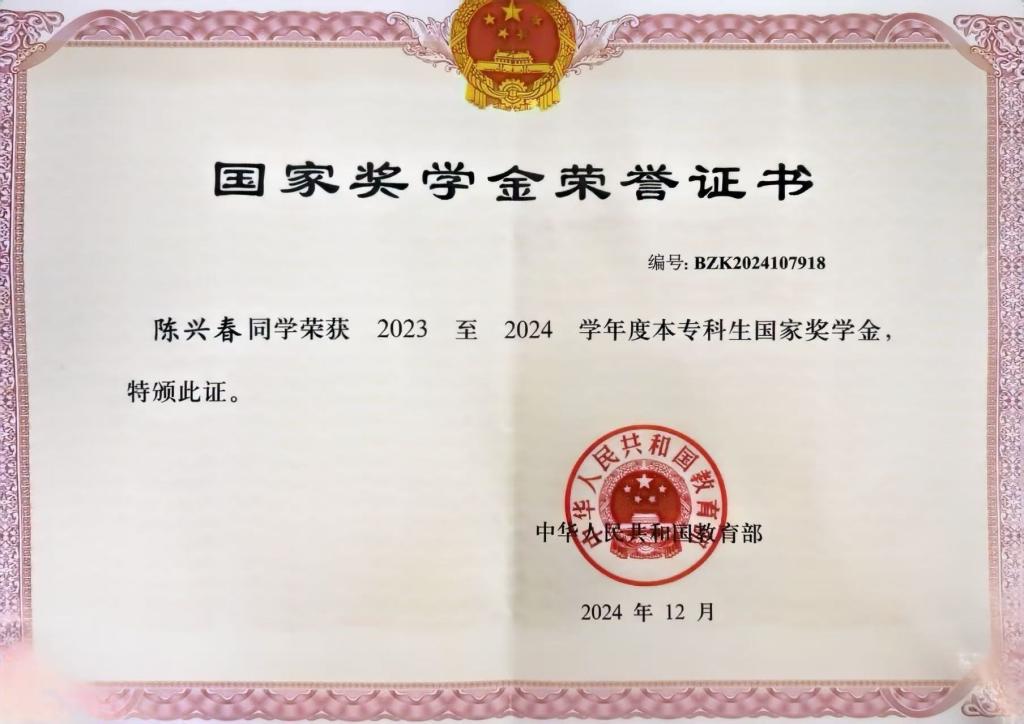 国家奖学金荣誉证书
编号: BZK2024107918
陈兴春同学荣获 2023 至 2024 学年度本专科生国家奖学金，
特颁此证。
中华人民共和国教育部
中华人民共和国教育部
2024 年 12 月